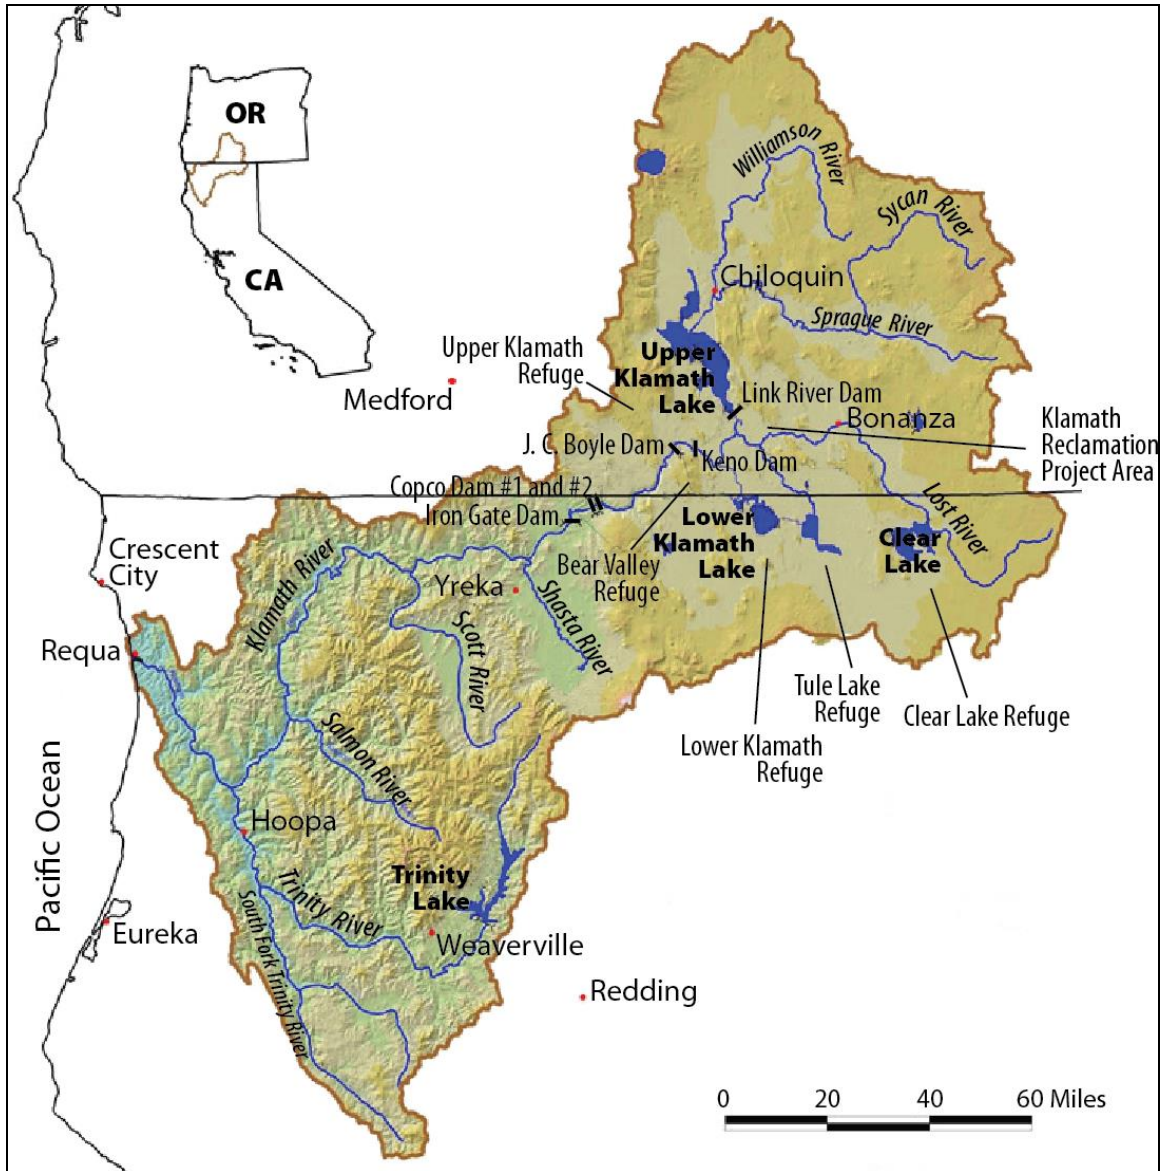 OR
CA
Williamson River
Sycan River
Chiloquin
Sprague River
Upper Klamath
Refuge
Upper
Klamath
Lake
Medford
Link River Dam
Bonanza
Klamath
Reclamation
Project Area
J. C. Boyle Dam
Keno Dam
Copco Dam #1 and #2
Iron Gate Dam
Lower
Klamath
Lake
Clear
Lake
Lost River
Crescent
City
Klamath River
Yreka
Bear Valley
Refuge
Shasta River
Scott River
Requa
Tule Lake
Refuge
Clear Lake Refuge
Lower Klamath
Refuge
Salmon River
Pacific Ocean
Hoopa
Trinity
Lake
Trinity River
South Fork Trinity River
Eureka
Weaverville
Redding
0 20 40 60 Miles